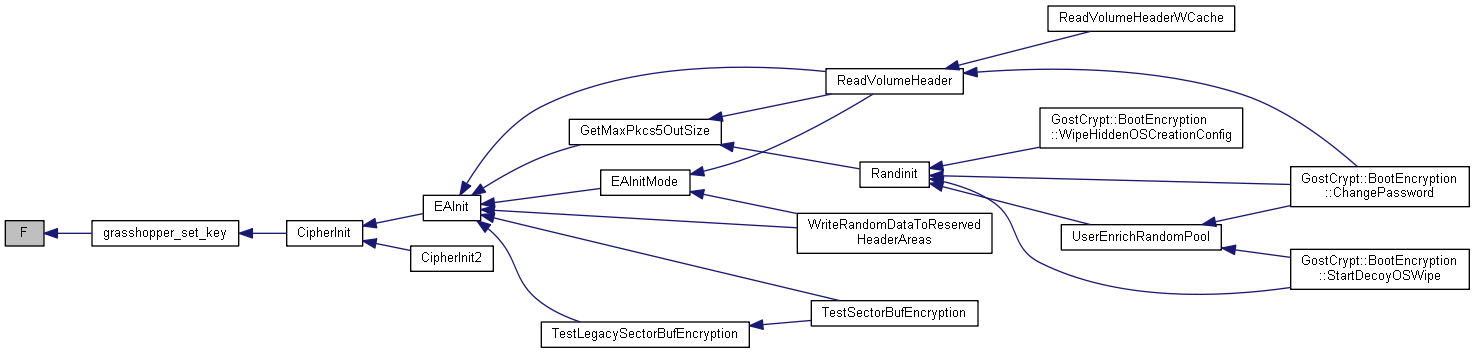 F
grasshopper_set_key
CipherInit
EAInit
CipherInit2
ReadVolumeHeader
GetMaxPkcs5OutSize
EAInitMode
WriteRandomDataToReserved
HeaderAreas
TestLegacySectorBufEncryption
TestSectorBufEncryption
ReadVolumeHeaderWCache
Randinit
GostCrypt::BootEncryption
::WipeHiddenOSCreationConfig
UserEnrichRandomPool
GostCrypt::BootEncryption
::ChangePassword
GostCrypt::BootEncryption
::StartDecoyOSWipe